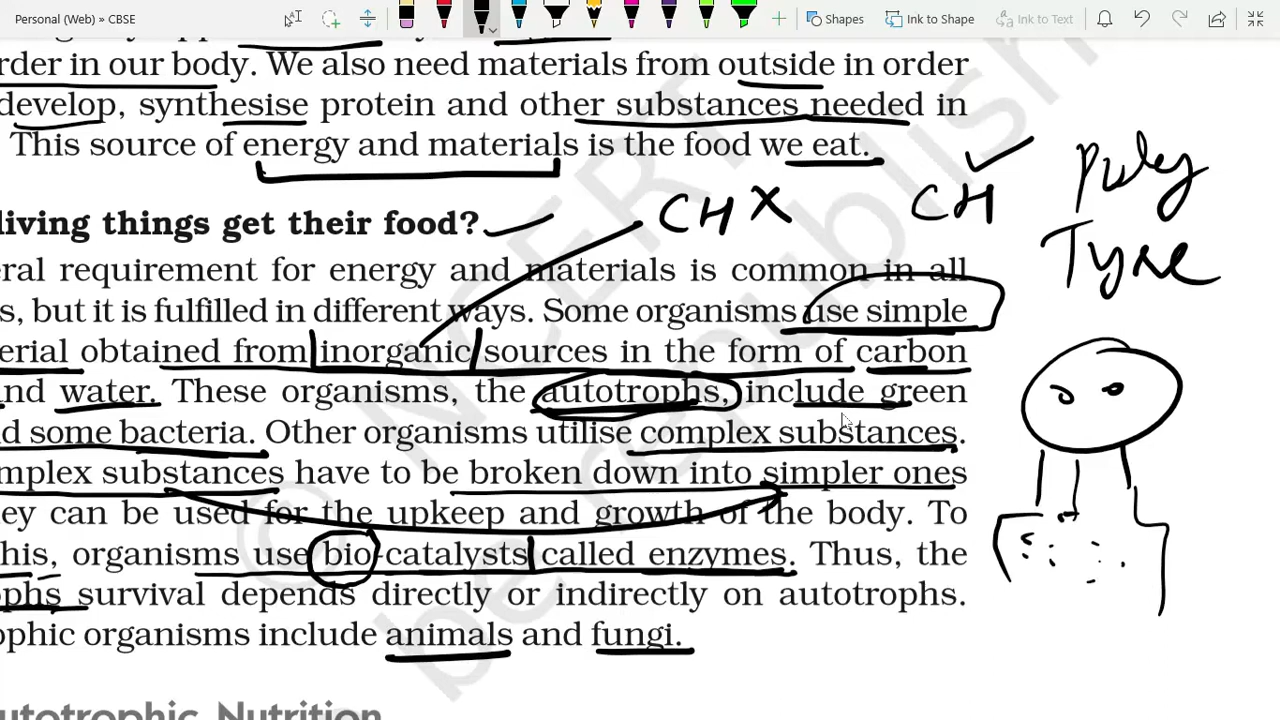 Personal (Web) » CBSE
Shapes
Ink to Shape
Ink to Text
rder in our body. We also need materials from outside in order
develop, synthesise protein and other substances needed in
This source of energy and materials is the food we eat.
living things get their food?
CH X
CH
eral requirement for energy and materials is common in all
s, but it is fulfilled in different ways. Some organisms use simple
erial obtained from inorganic sources in the form of carbon
nd water. These organisms, the autotrophs, include green
d some bacteria. Other organisms utilise complex substances.
mplex substances have to be broken down into simpler ones
ey can be used for the upkeep and growth of the body. To
his, organisms use bio-catalysts called enzymes. Thus, the
ophs survival depends directly or indirectly on autotrophs.
ophic organisms include animals and fungi.
utotrophic Nutrition
© NCERT
be republish